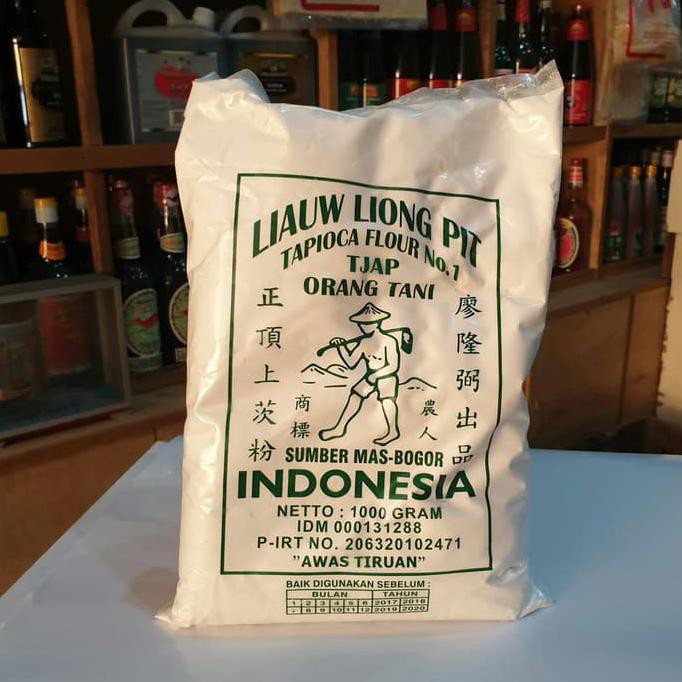 LIAUW LIONG PIT
TAPIOCA FLOUR No.1
TJAP
ORANG TANI
正頂上茨粉
商標
農人
廖隆弼出品
SUMBER MAS-BOGOR
INDONESIA
NETTO : 1000 GRAM
IDM 000131288
P-IRT NO. 206320102471
"AWAS TIRUAN"
BAIK DIGUNAKAN SEBELUM :
BULAN TAHUN
1 2 3 4 5 6 2017 2018
7 8 9 10 11 12 2019 2020